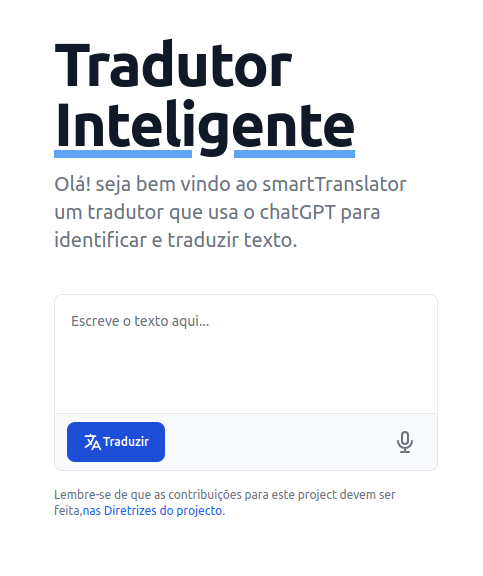 Tradutor
Inteligente
Olá! seja bem vindo ao smartTranslator
um tradutor que usa o chatGPT para
identificar e traduzir texto.
Escreve o texto aqui...
Traduzir
Lembre-se de que as contribuições para este project devem ser
feita,nas Diretrizes do projecto.